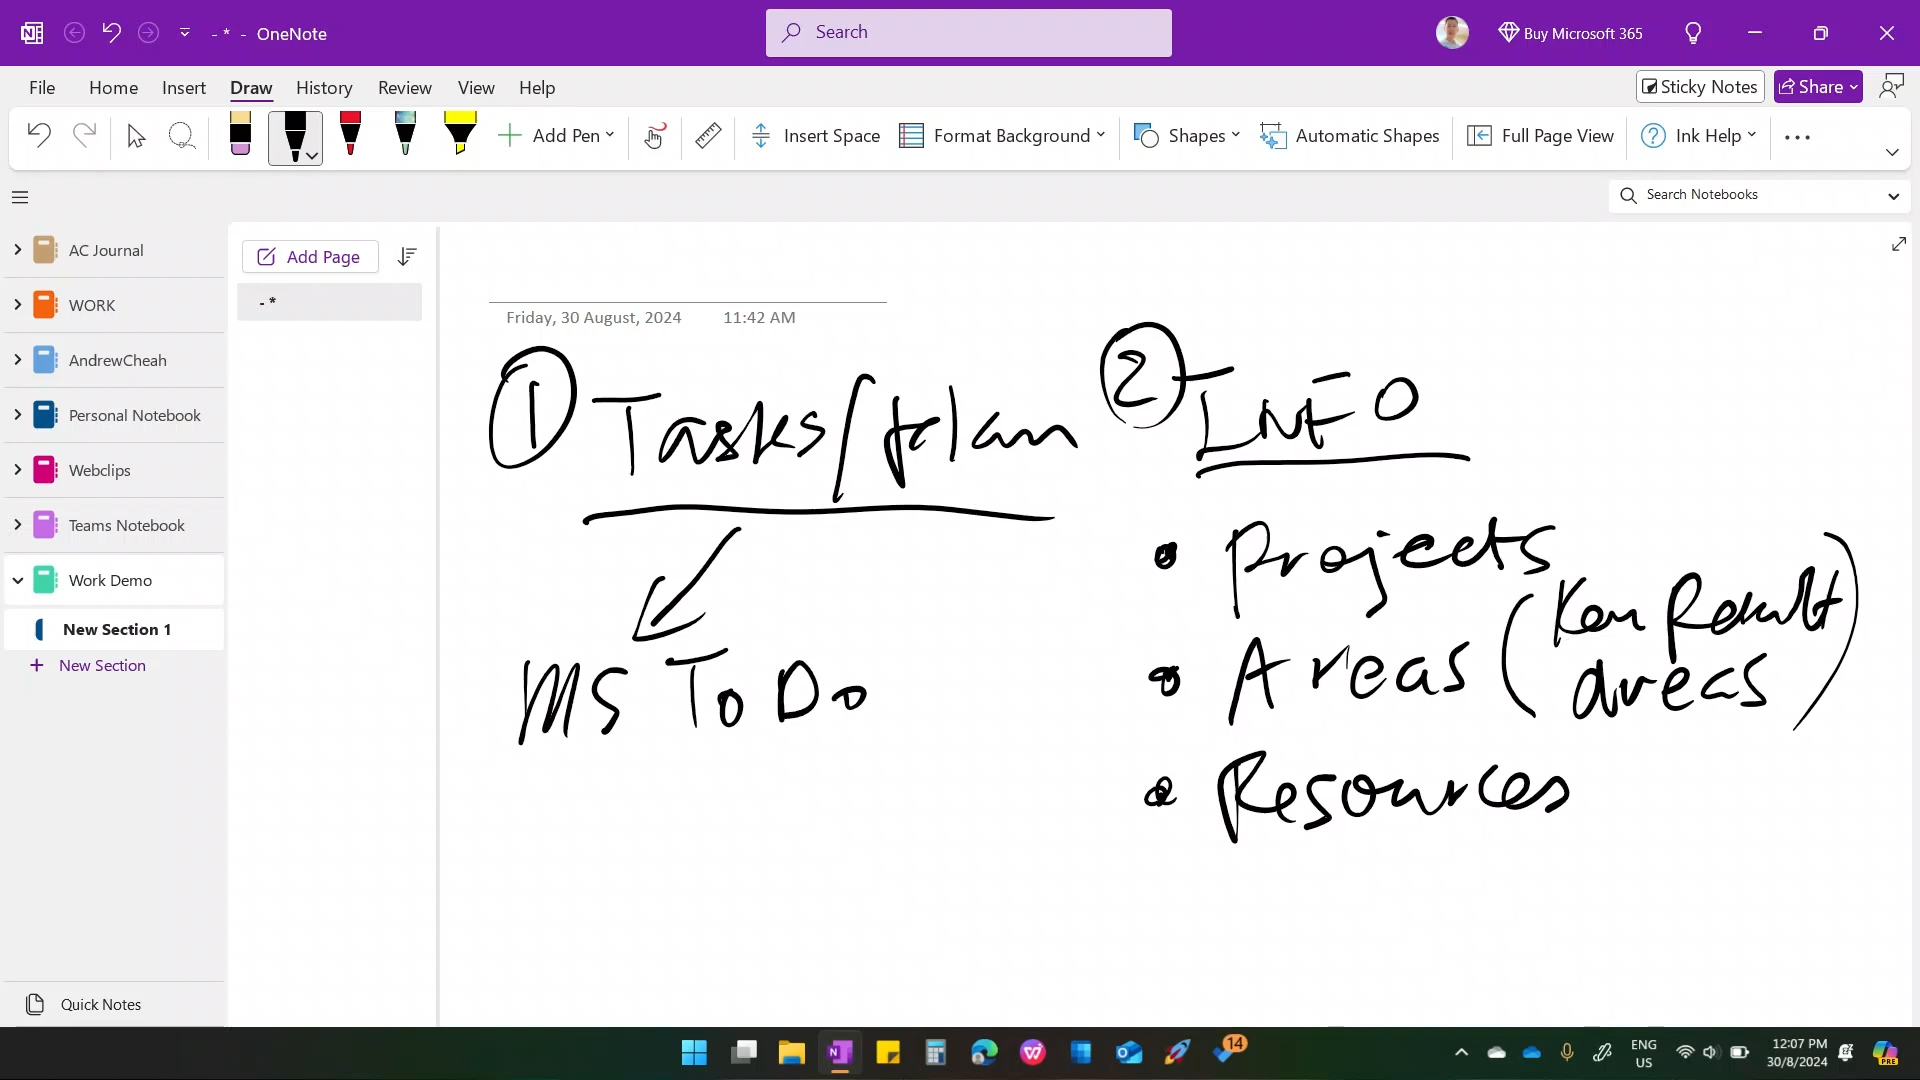 - * - OneNote
Search
Buy Microsoft 365
File Home Insert Draw History Review View Help
Sticky Notes
Share
Add Pen
Insert Space
Format Background
Shapes
Automatic Shapes
Full Page View
Ink Help
Search Notebooks
AC Journal
WORK
AndrewCheah
Personal Notebook
Webclips
Teams Notebook
Work Demo
New Section 1
+ New Section
Quick Notes
Add Page
- *
Friday, 30 August, 2024 11:42 AM
① Tasks/plan
MS To Do
② INFO
• Projects
• Areas (Key Result
areas)
• Resources
14
ENG
US
12:07 PM
30/8/2024
PRE